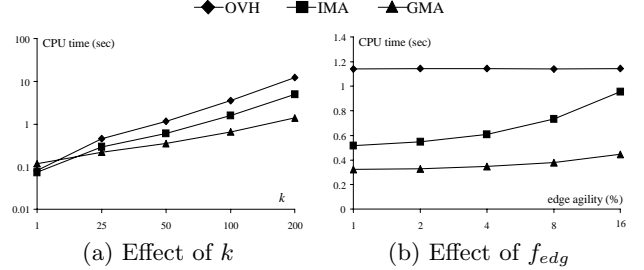 OVH IMA GMA
CPU time (sec)
100
10
1
0.1
0.01
1 25 50 100 200
k
(a) Effect of k
CPU time (sec)
1.4
1.2
1
0.8
0.6
0.4
0.2
0
1 2 4 8 16
edge agility (%)
(b) Effect of f_edg